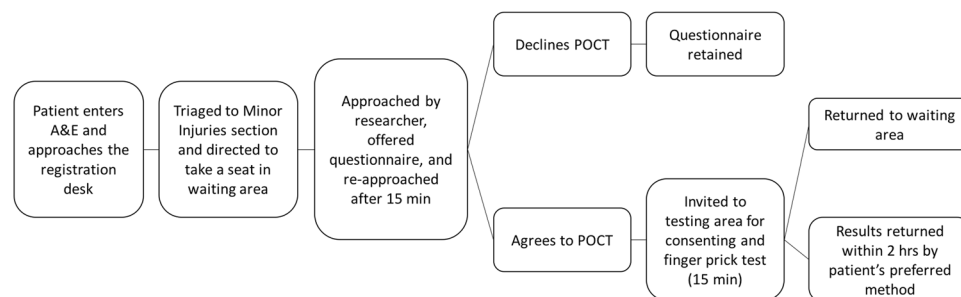 Patient enters
A&E and
approaches the
registration
desk
Triaged to Minor
Injuries section
and directed to
take a seat in
waiting area
Approached by
researcher,
offered
questionnaire, and
re-approached
after 15 min
Declines POCT
Questionnaire
retained
Agrees to POCT
Invited to
testing area for
consenting and
finger prick test
(15 min)
Returned to waiting
area
Results returned
within 2 hrs by
patient's preferred
method